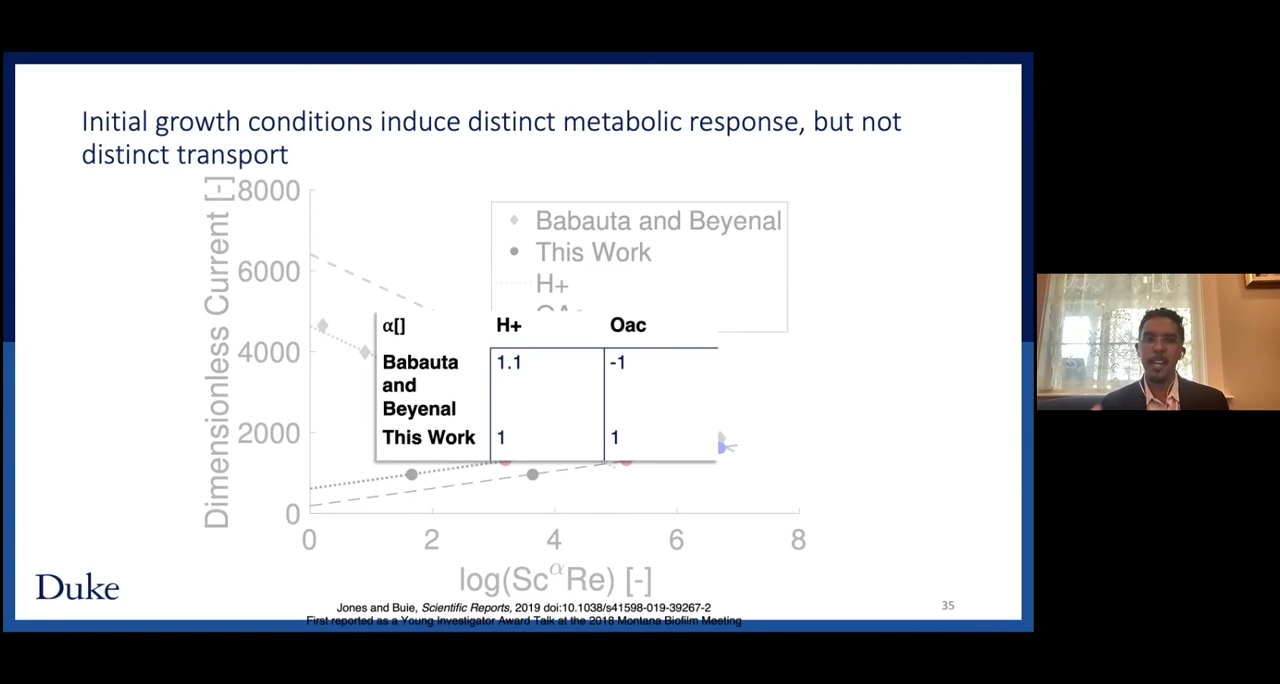 Initial growth conditions induce distinct metabolic response, but not
distinct transport
Dimensionless Current [-]
8000
6000
4000
2000
0
Babauta and Beyenal
This Work
H+
α[] H+ Oac
Babauta and Beyenal 1.1 -1
This Work 1 1
0 2 4 6 8
log(Sc^αRe) [-]
Duke
Jones and Buie, Scientific Reports, 2019 doi:10.1038/s41598-019-39267-2
First reported as a Young Investigator Award Talk at the 2018 Montana Biofilm Meeting
35